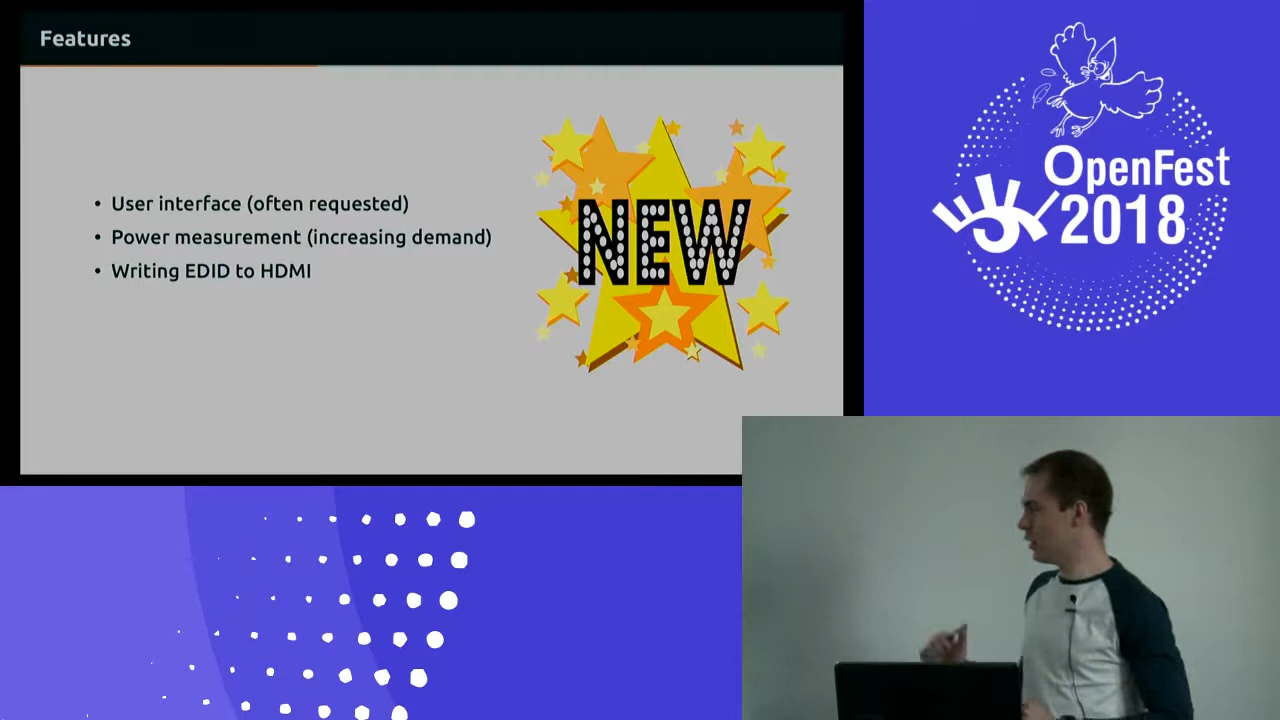 Features
• User interface (often requested)
• Power measurement (increasing demand)
• Writing EDID to HDMI
NEW
OpenFest
2018